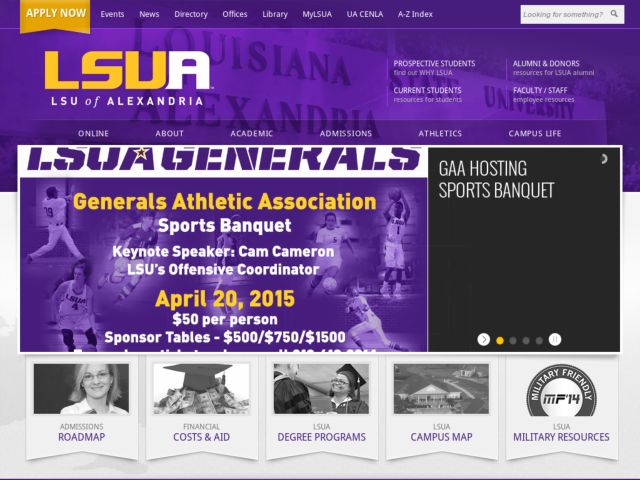 APPLY NOW
Events News Directory Offices Library MyLSUA UA CENLA A-Z Index
Looking for something?
LSUA
LSU of ALEXANDRIA
LOUISIANA
STATE UNIVERSITY
ALEXANDRIA
PROSPECTIVE STUDENTS
find out WHY LSUA
ALUMNI & DONORS
resources for LSUA alumni
CURRENT STUDENTS
resources for students
FACULTY / STAFF
employee resources
ONLINE ABOUT ACADEMIC ADMISSIONS ATHLETICS CAMPUS LIFE
LSUA GENERALS
Generals Athletic Association
Sports Banquet
Keynote Speaker: Cam Cameron
LSU's Offensive Coordinator
April 20, 2015
$50 per person
Sponsor Tables - $500/$750/$1500
GAA HOSTING
SPORTS BANQUET
ADMISSIONS
ROADMAP
FINANCIAL
COSTS & AID
LSUA
DEGREE PROGRAMS
LSUA
CAMPUS MAP
MILITARY FRIENDLY
MF'14
LSUA
MILITARY RESOURCES